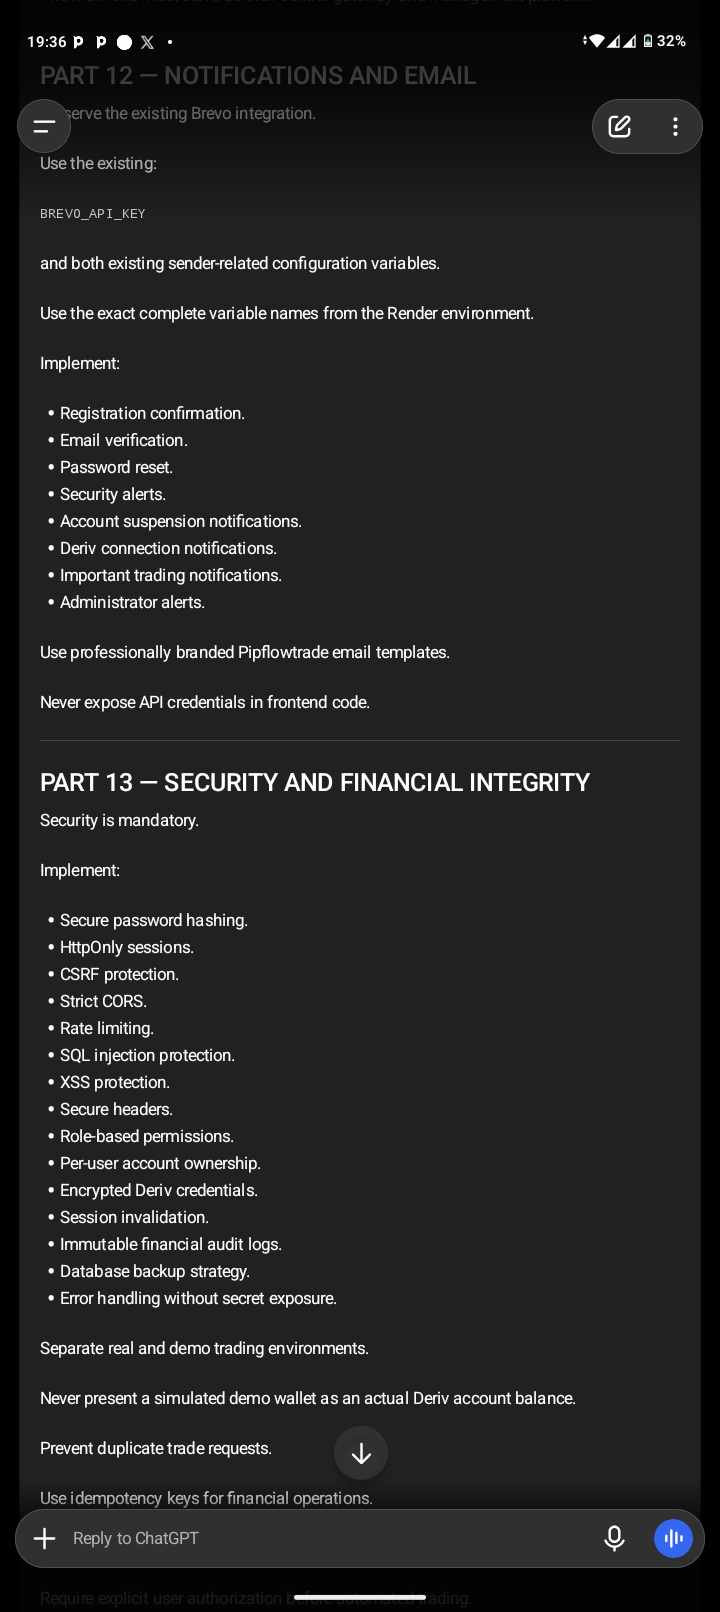 19:36
32%
PART 12 — NOTIFICATIONS AND EMAIL
serve the existing Brevo integration.
Use the existing:
BREVO_API_KEY
and both existing sender-related configuration variables.
Use the exact complete variable names from the Render environment.
Implement:
• Registration confirmation.
• Email verification.
• Password reset.
• Security alerts.
• Account suspension notifications.
• Deriv connection notifications.
• Important trading notifications.
• Administrator alerts.
Use professionally branded Pipflowtrade email templates.
Never expose API credentials in frontend code.
PART 13 — SECURITY AND FINANCIAL INTEGRITY
Security is mandatory.
Implement:
• Secure password hashing.
• HttpOnly sessions.
• CSRF protection.
• Strict CORS.
• Rate limiting.
• SQL injection protection.
• XSS protection.
• Secure headers.
• Role-based permissions.
• Per-user account ownership.
• Encrypted Deriv credentials.
• Session invalidation.
• Immutable financial audit logs.
• Database backup strategy.
• Error handling without secret exposure.
Separate real and demo trading environments.
Never present a simulated demo wallet as an actual Deriv account balance.
Prevent duplicate trade requests.
Use idempotency keys for financial operations.
Reply to ChatGPT
Require explicit user authorization before automated trading.